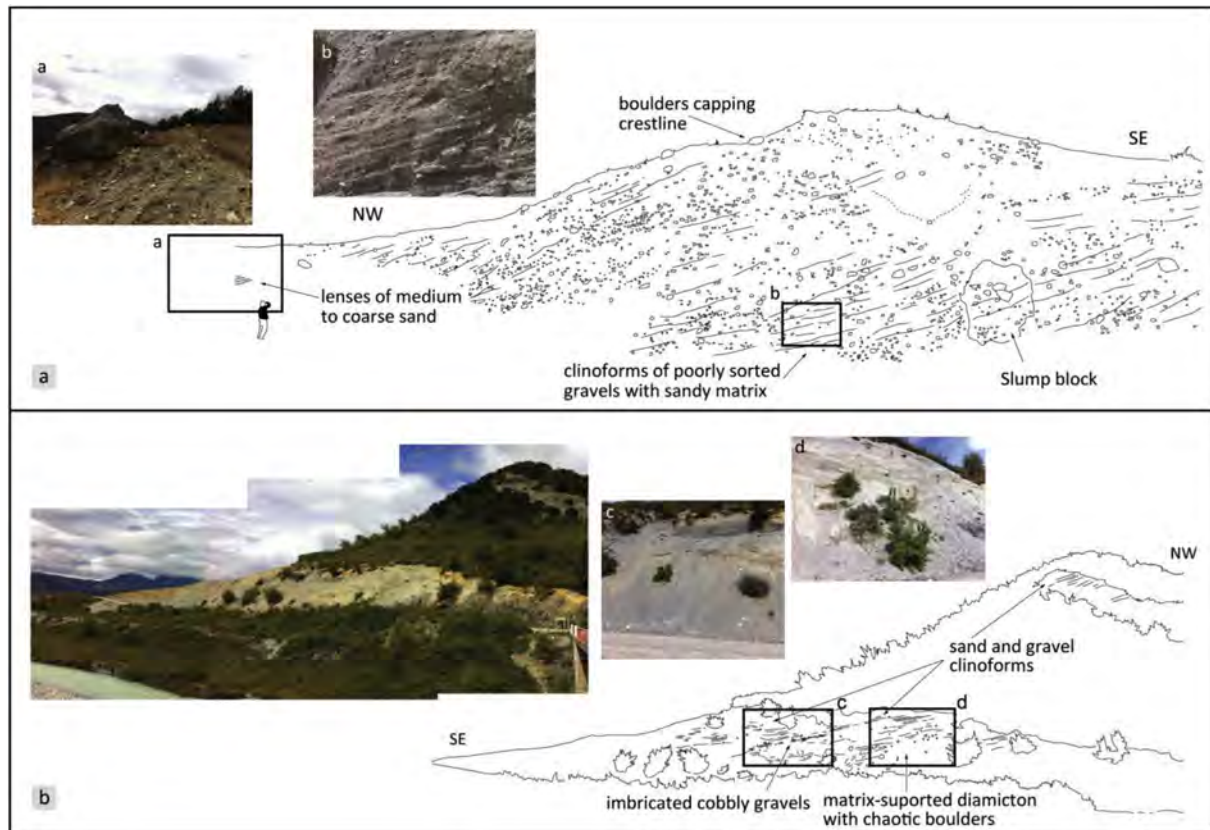 a
b
boulders capping
crestline
SE
NW
a
lenses of medium
to coarse sand
b
clinoforms of poorly sorted
gravels with sandy matrix
Slump block
a
d
c
NW
sand and gravel
clinoforms
c
d
SE
imbricated cobbly gravels
matrix-suported diamicton
with chaotic boulders
b